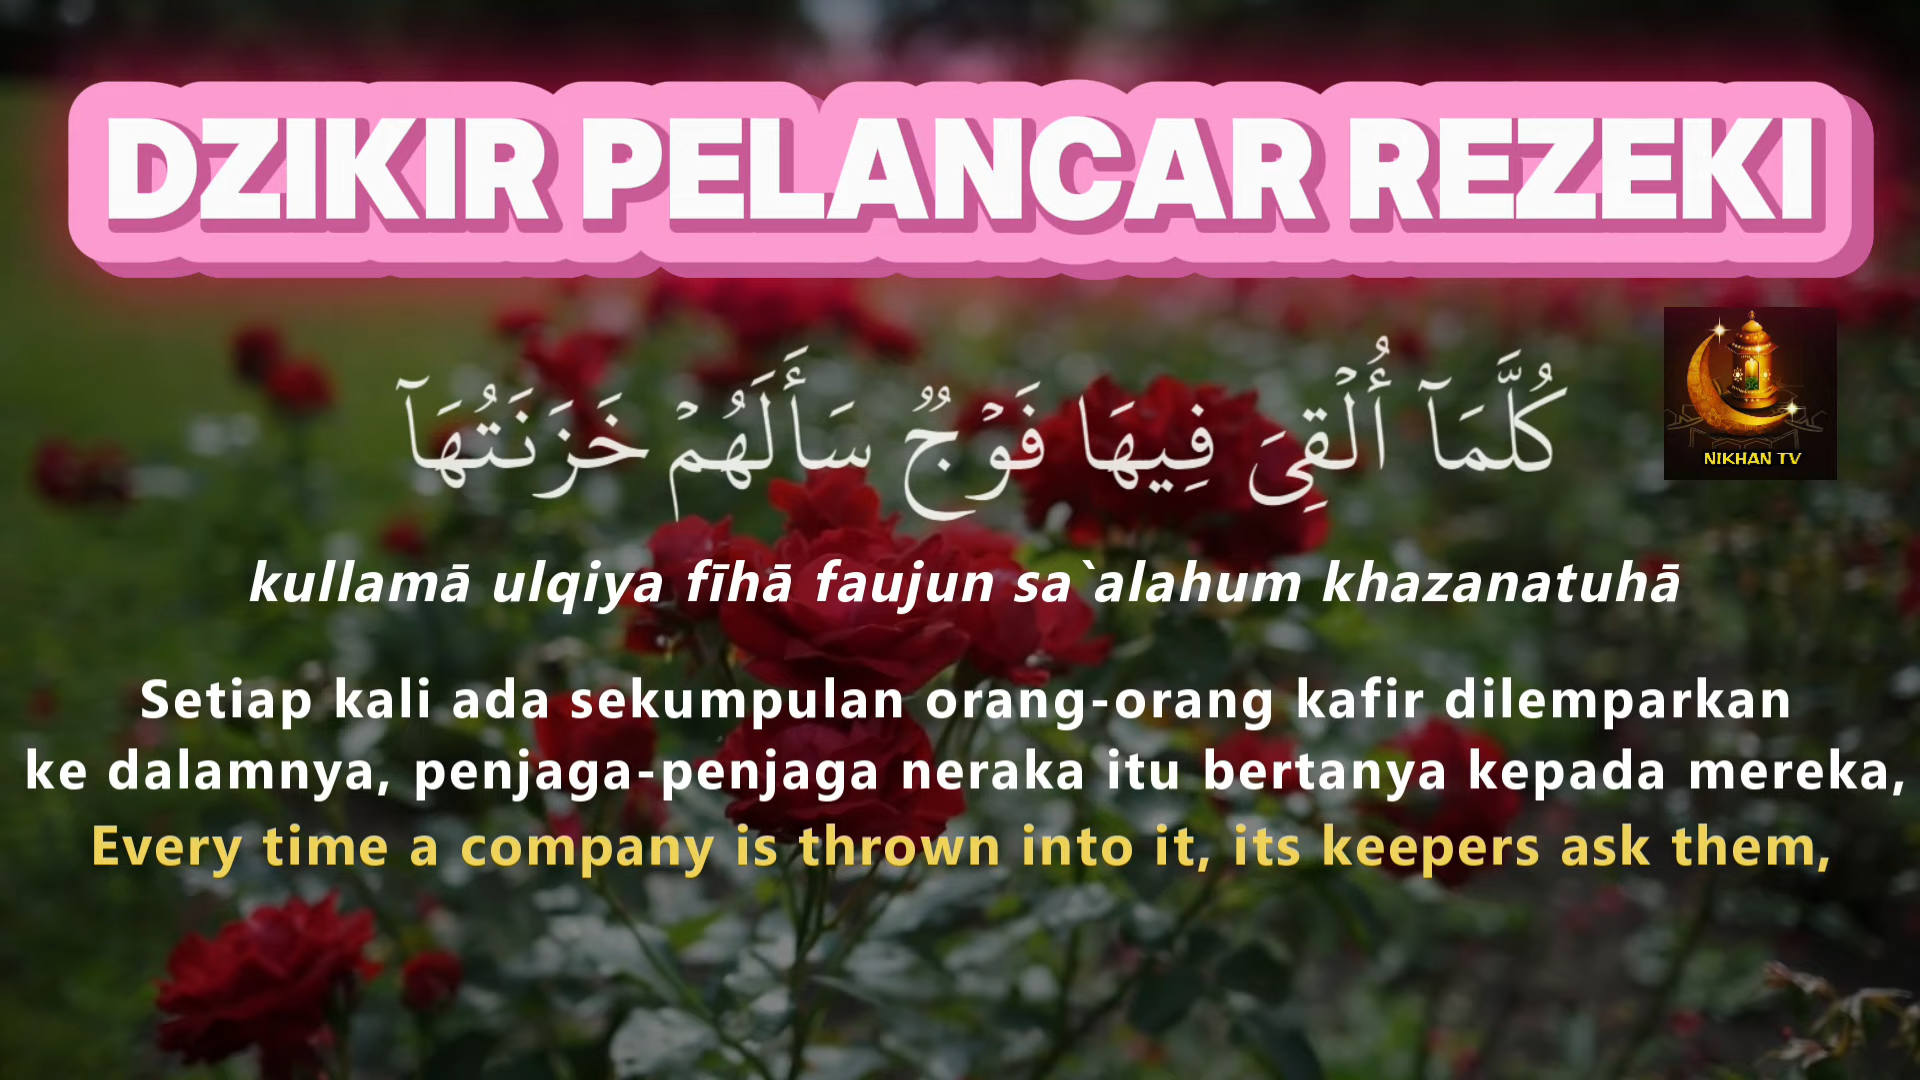 DZIKIR PELANCAR REZEKI
كُلَّمَآ أُلْقِىَ فِيهَا فَوْجٌ سَأَلَهُمْ خَزَنَتُهَآ
NIKHAN TV
kullamā ulqiya fīhā faujun sa`alahum khazanatuhā
Setiap kali ada sekumpulan orang-orang kafir dilemparkan
ke dalamnya, penjaga-penjaga neraka itu bertanya kepada mereka,
Every time a company is thrown into it, its keepers ask them,